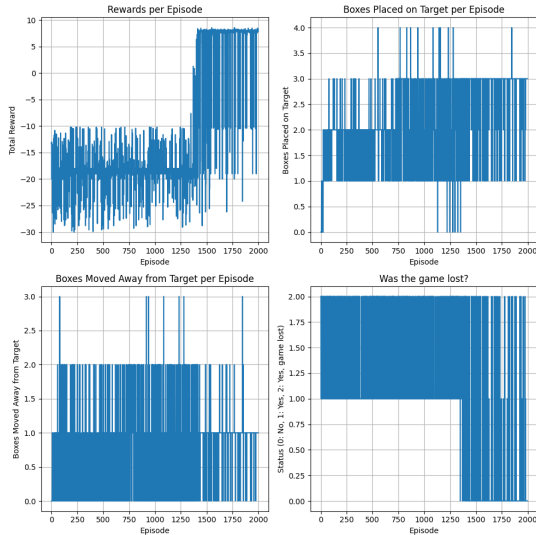 Rewards per Episode
Total Reward
10
5
0
−5
−10
−15
−20
−25
−30
0 250 500 750 1000 1250 1500 1750 2000
Episode
Boxes Placed on Target per Episode
Boxes Placed on Target
4.0
3.5
3.0
2.5
2.0
1.5
1.0
0.5
0.0
0 250 500 750 1000 1250 1500 1750 2000
Episode
Boxes Moved Away from Target per Episode
Boxes Moved Away from Target
3.0
2.5
2.0
1.5
1.0
0.5
0.0
0 250 500 750 1000 1250 1500 1750 2000
Episode
Was the game lost?
Status (0: No, 1: Yes, 2: Yes, game lost)
2.00
1.75
1.50
1.25
1.00
0.75
0.50
0.25
0.00
0 250 500 750 1000 1250 1500 1750 2000
Episode